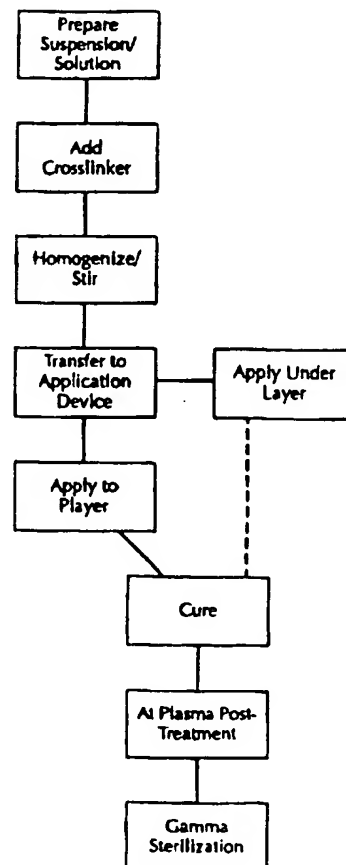 Prepare
Suspension/
Solution
Add
Crosslinker
Homogenize/
Stir
Transfer to
Application
Device
Apply Under
Layer
Apply to
Player
Cure
At Plasma Post-
Treatment
Gamma
Sterilization